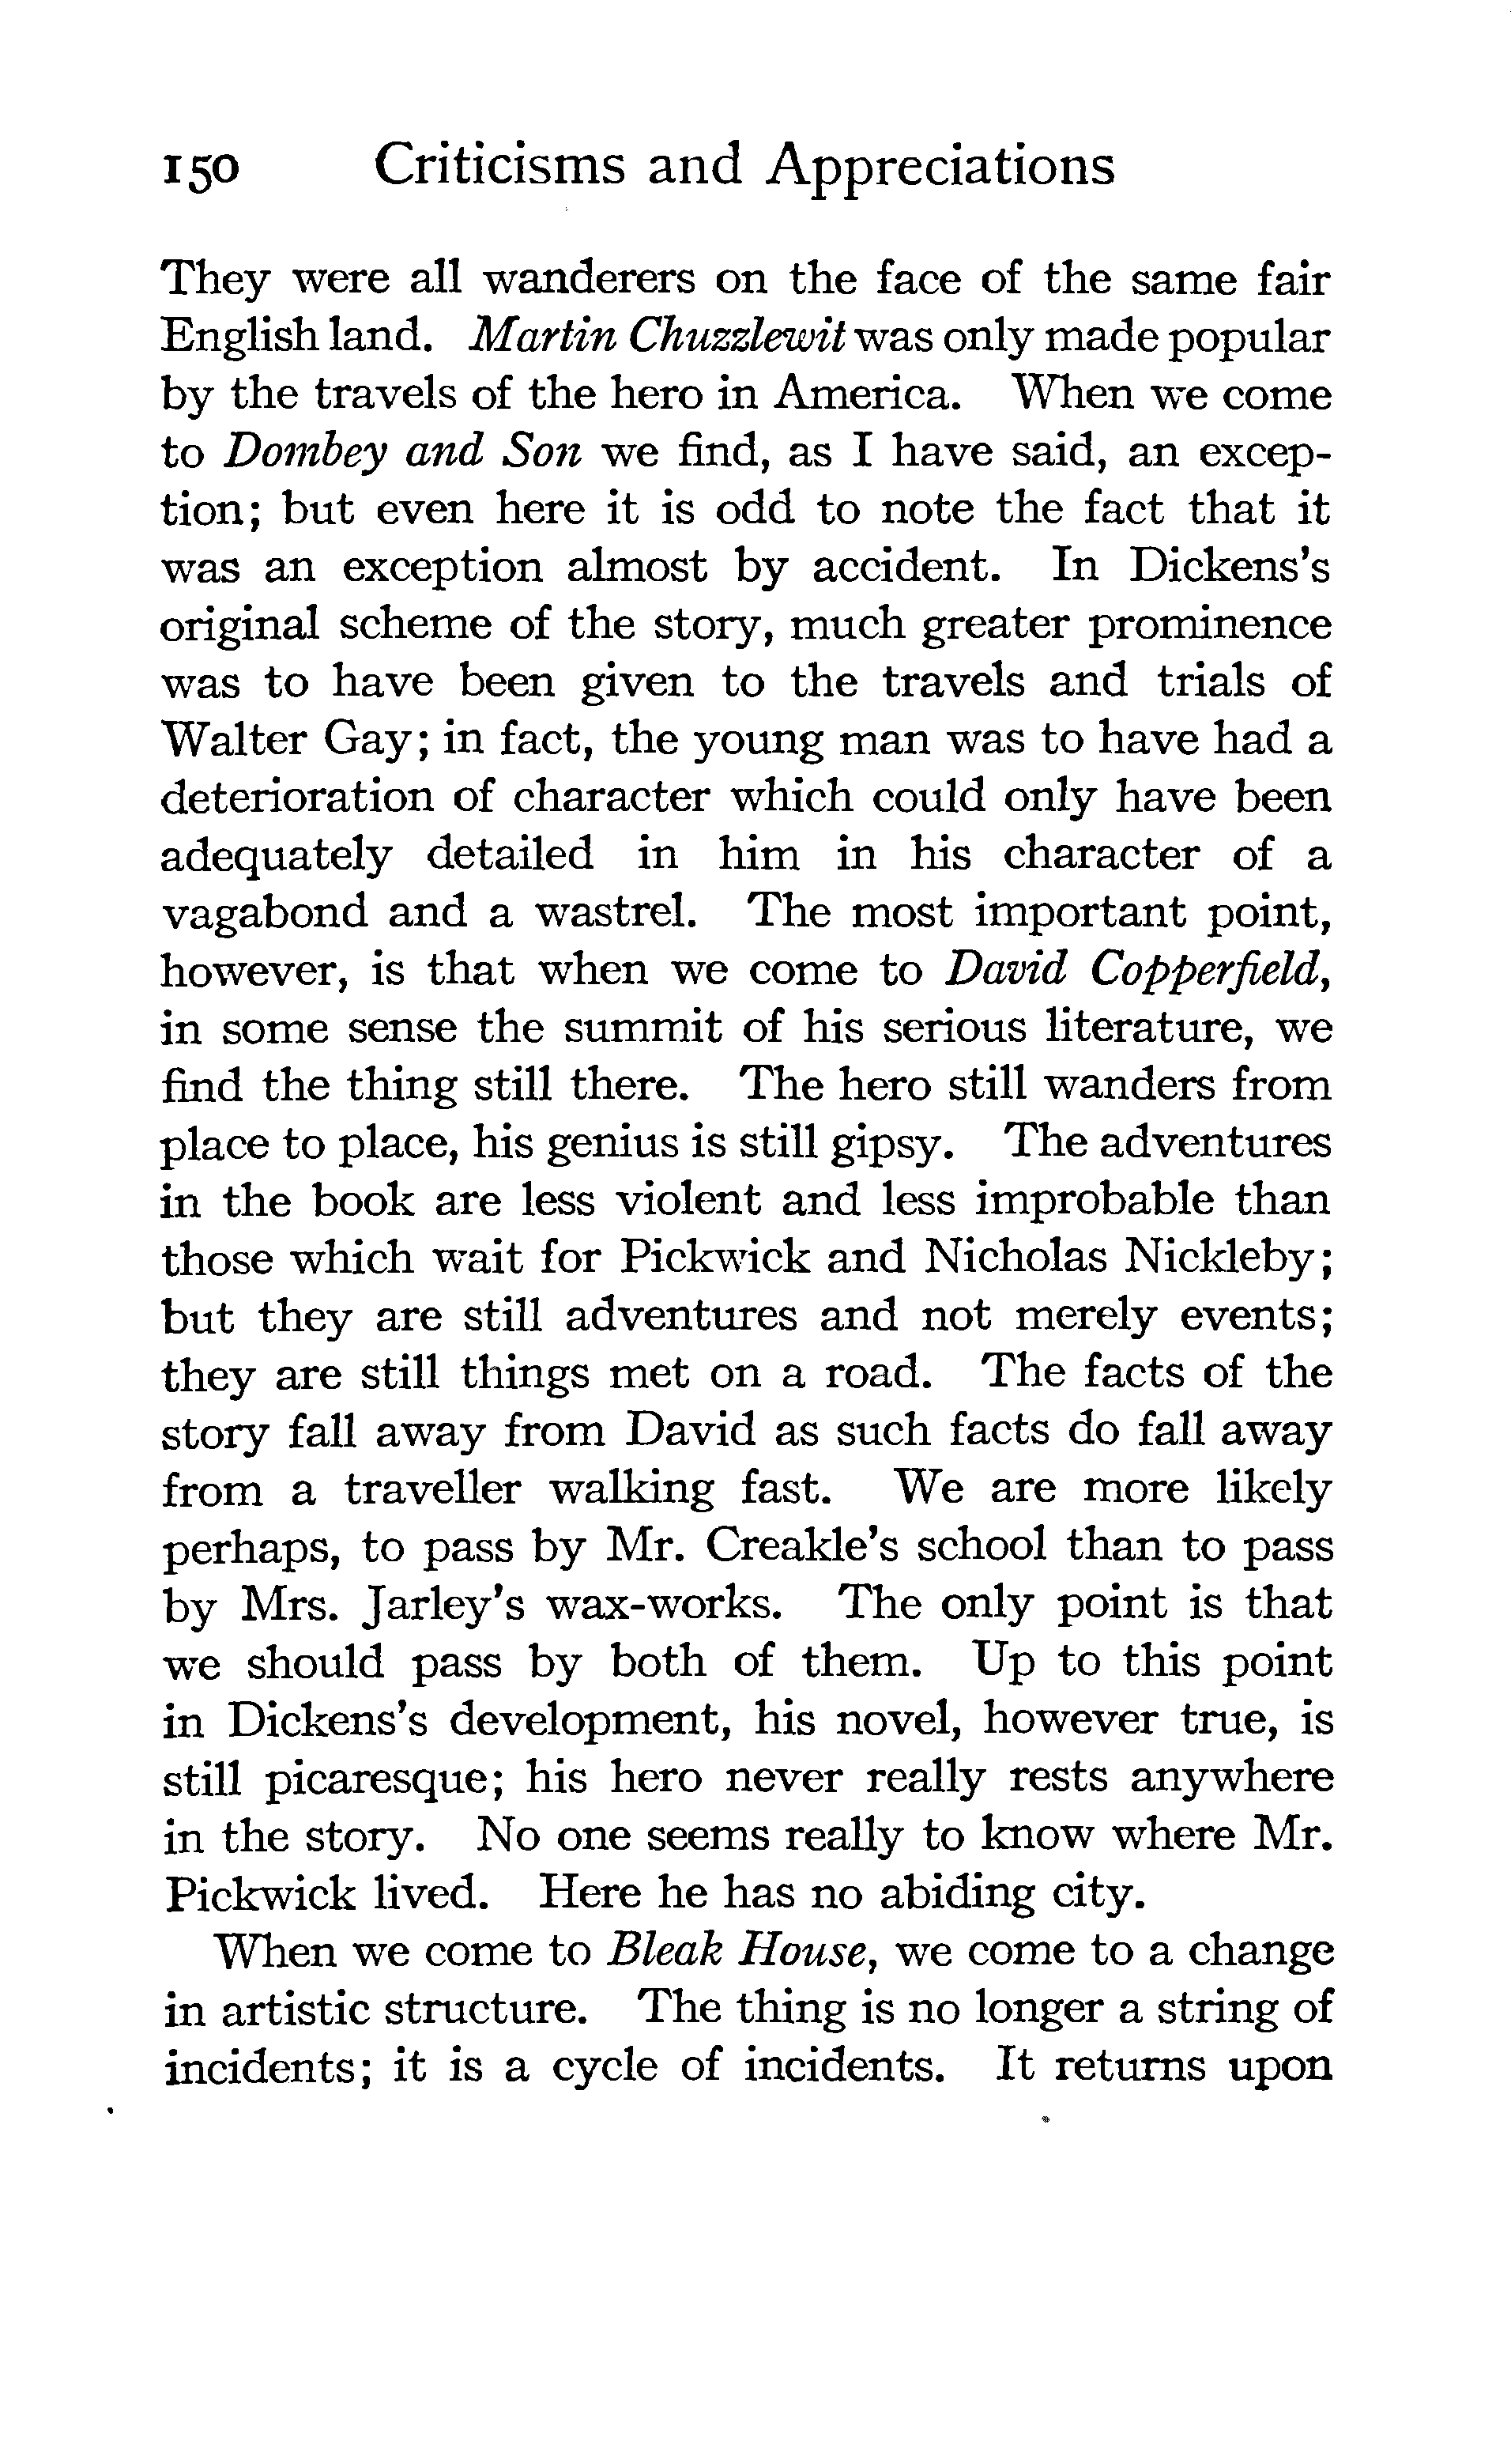 150 Criticisms and Appreciations
They were all wanderers on the face of the same fair
English land. Martin Chuzzlewit was only made popular
by the travels of the hero in America. When we come
to Dombey and Son we find, as I have said, an excep-
tion; but even here it is odd to note the fact that it
was an exception almost by accident. In Dickens's
original scheme of the story, much greater prominence
was to have been given to the travels and trials of
Walter Gay; in fact, the young man was to have had a
deterioration of character which could only have been
adequately detailed in him in his character of a
vagabond and a wastrel. The most important point,
however, is that when we come to David Copperfield,
in some sense the summit of his serious literature, we
find the thing still there. The hero still wanders from
place to place, his genius is still gipsy. The adventures
in the book are less violent and less improbable than
those which wait for Pickwick and Nicholas Nickleby;
but they are still adventures and not merely events;
they are still things met on a road. The facts of the
story fall away from David as such facts do fall away
from a traveller walking fast. We are more likely
perhaps, to pass by Mr. Creakle's school than to pass
by Mrs. Jarley's wax-works. The only point is that
we should pass by both of them. Up to this point
in Dickens's development, his novel, however true, is
still picaresque; his hero never really rests anywhere
in the story. No one seems really to know where Mr.
Pickwick lived. Here he has no abiding city.
When we come to Bleak House, we come to a change
in artistic structure. The thing is no longer a string of
incidents; it is a cycle of incidents. It returns upon